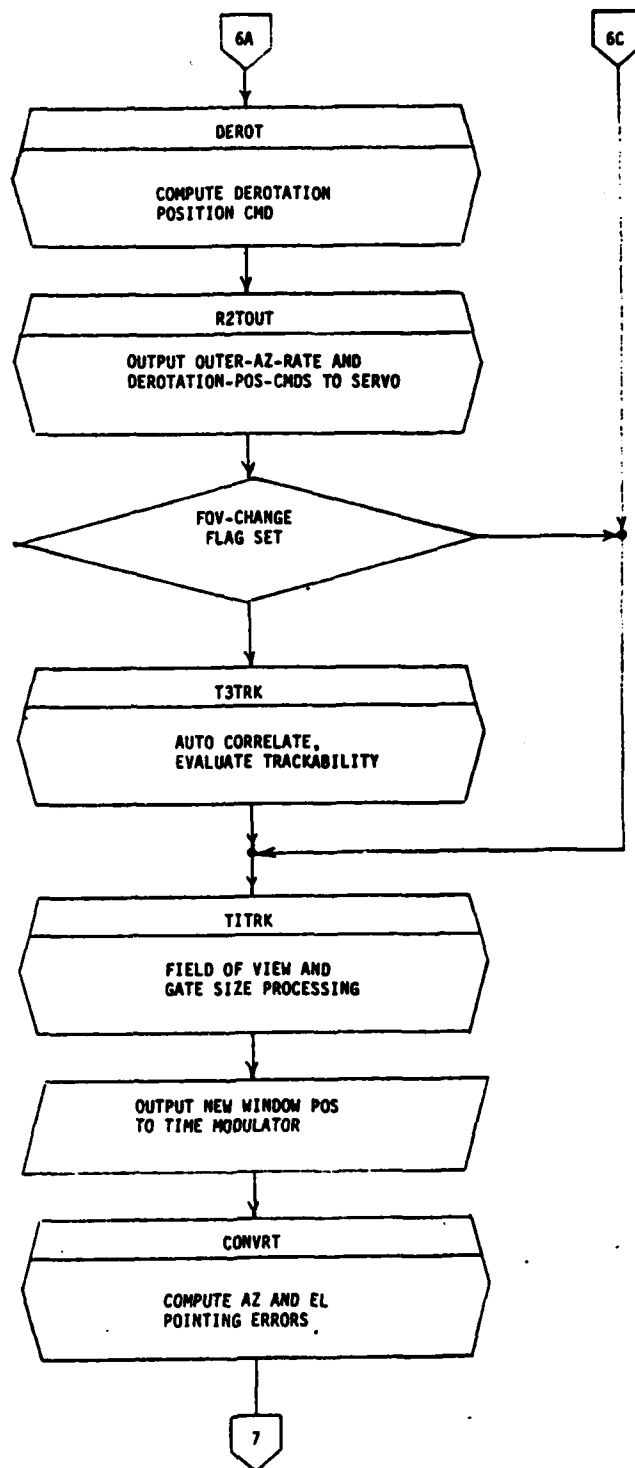 6A
6C
DEROT
COMPUTE DEROTATION
POSITION CMD
R2TOUT
OUTPUT OUTER-AZ-RATE AND
DEROTATION-POS-CMDS TO SERVO
FOV-CHANGE
FLAG SET
T3TRK
AUTO CORRELATE,
EVALUATE TRACKABILITY
TITRK
FIELD OF VIEW AND
GATE SIZE PROCESSING
OUTPUT NEW WINDOW POS
TO TIME MODULATOR
CONVRT
COMPUTE AZ AND EL
POINTING ERRORS
7